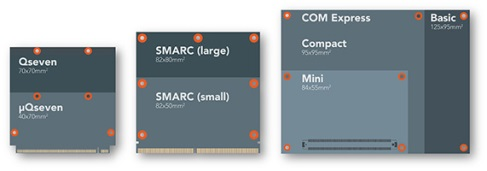 Qseven
70x70mm²
µQseven
40x70mm²
SMARC (large)
82x80mm²
SMARC (small)
82x50mm²
COM Express
Compact
95x95mm²
Mini
84x55mm²
Basic
125x95mm²